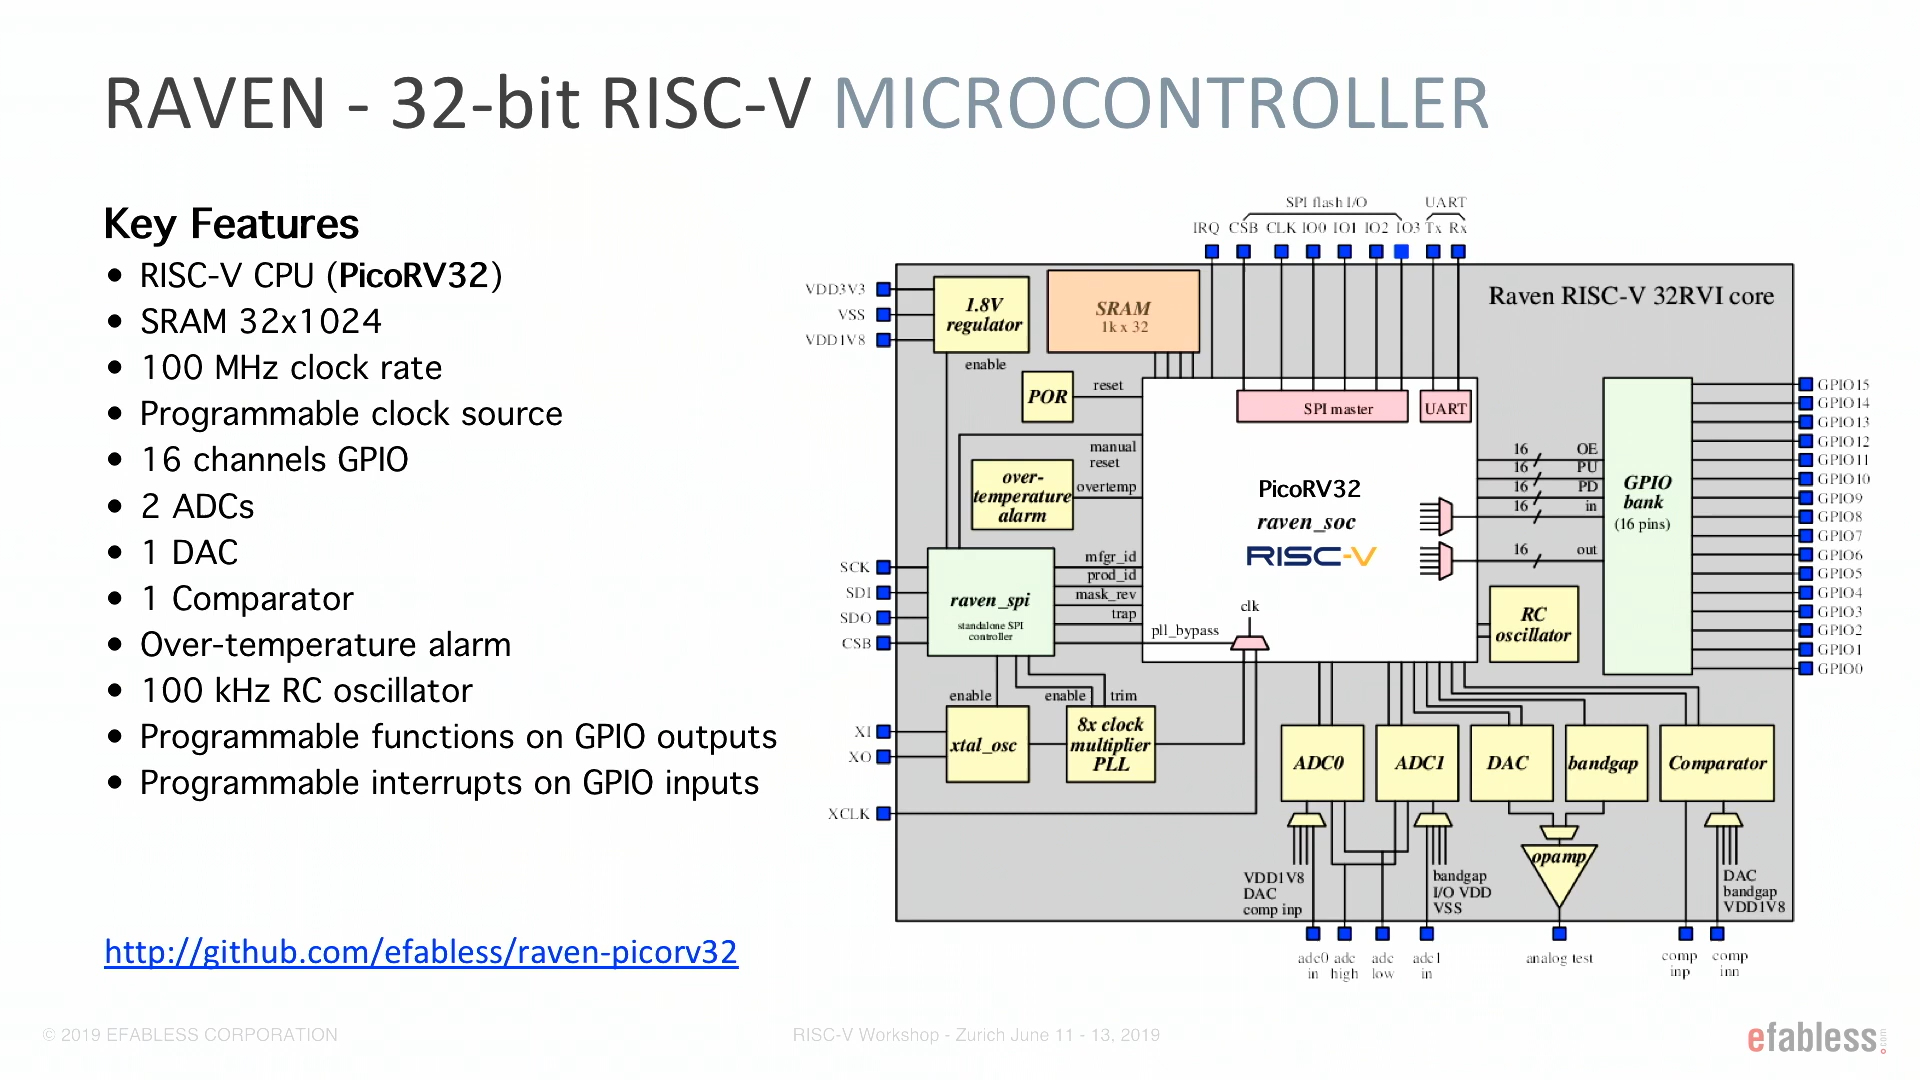 RAVEN - 32-bit RISC-V MICROCONTROLLER
Key Features
• RISC-V CPU (PicoRV32)
• SRAM 32x1024
• 100 MHz clock rate
• Programmable clock source
• 16 channels GPIO
• 2 ADCs
• 1 DAC
• 1 Comparator
• Over-temperature alarm
• 100 kHz RC oscillator
• Programmable functions on GPIO outputs
• Programmable interrupts on GPIO inputs
http://github.com/efabless/raven-picorv32
SPI flash I/O UART
IRQ CSB CLK IO0 IO1 IO2 IO3 Tx Rx
Raven RISC-V 32RVI core
VDD3V3
VSS
VDD1V8
1.8V
regulator
enable
SRAM
1k x 32
POR
reset
SPI master
UART
manual
reset
over-
temperature
alarm
overtemp
PicoRV32
raven_soc
RISC-V
16 OE
16 PU
16 PD
16 in
16 out
GPIO
bank
(16 pins)
GPIO15
GPIO14
GPIO13
GPIO12
GPIO11
GPIO10
GPIO9
GPIO8
GPIO7
GPIO6
GPIO5
GPIO4
GPIO3
GPIO2
GPIO1
GPIO0
SCK
SDI
SDO
CSB
raven_spi
standalone SPI
controller
mfgr_id
prod_id
mask_rev
trap
clk
pll_bypass
RC
oscillator
enable
enable
trim
XI
XO
xtal_osc
8x clock
multiplier
PLL
XCLK
ADC0
ADC1
DAC
bandgap
Comparator
VDD1V8
DAC
comp inp
bandgap
I/O VDD
VSS
opamp
DAC
bandgap
VDD1V8
adc0
in
adc
high
adc
low
adc1
in
analog test
comp
inp
comp
inn
© 2019 EFABLESS CORPORATION
RISC-V Workshop - Zurich June 11 - 13, 2019
efabless.com